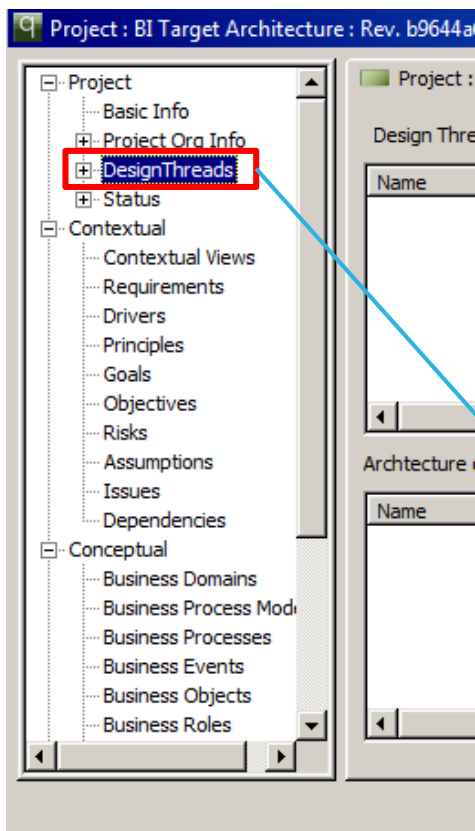 Project : BI Target Architecture : Rev. b9644a
Project
Basic Info
Project Org Info
DesignThreads
Status
Contextual
Contextual Views
Requirements
Drivers
Principles
Goals
Objectives
Risks
Assumptions
Issues
Dependencies
Conceptual
Business Domains
Business Process Mod
Business Processes
Business Events
Business Objects
Business Roles
Project :
Design Thre
Name
Archtecture
Name